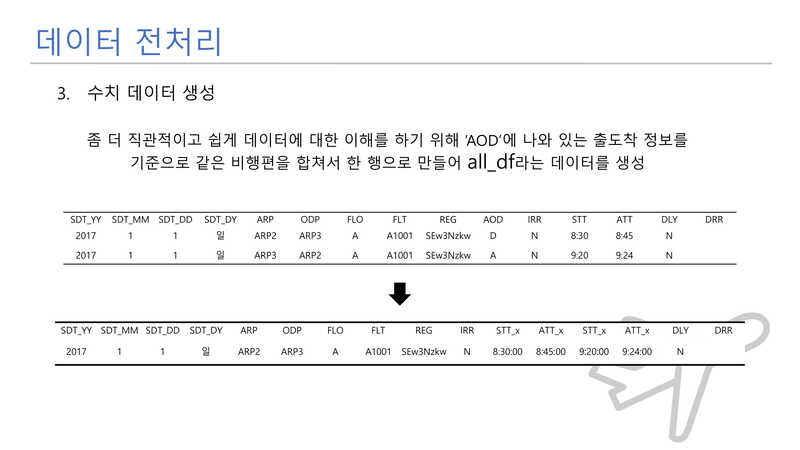 데이터 전처리
3. 수치 데이터 생성
좀 더 직관적이고 쉽게 데이터에 대한 이해를 하기 위해 'AOD'에 나와 있는 출도착 정보를
기준으로 같은 비행편을 합쳐서 한 행으로 만들어 all_df라는 데이터를 생성
SDT_YY SDT_MM SDT_DD SDT_DY ARP ODP FLO FLT REG AOD IRR STT ATT DLY DRR
2017 1 1 일 ARP2 ARP3 A A1001 SEw3Nzkw D N 8:30 8:45 N
2017 1 1 일 ARP3 ARP2 A A1001 SEw3Nzkw A N 9:20 9:24 N
SDT_YY SDT_MM SDT_DD SDT_DY ARP ODP FLO FLT REG IRR STT_x ATT_x STT_x ATT_x DLY DRR
2017 1 1 일 ARP2 ARP3 A A1001 SEw3Nzkw N 8:30:00 8:45:00 9:20:00 9:24:00 N